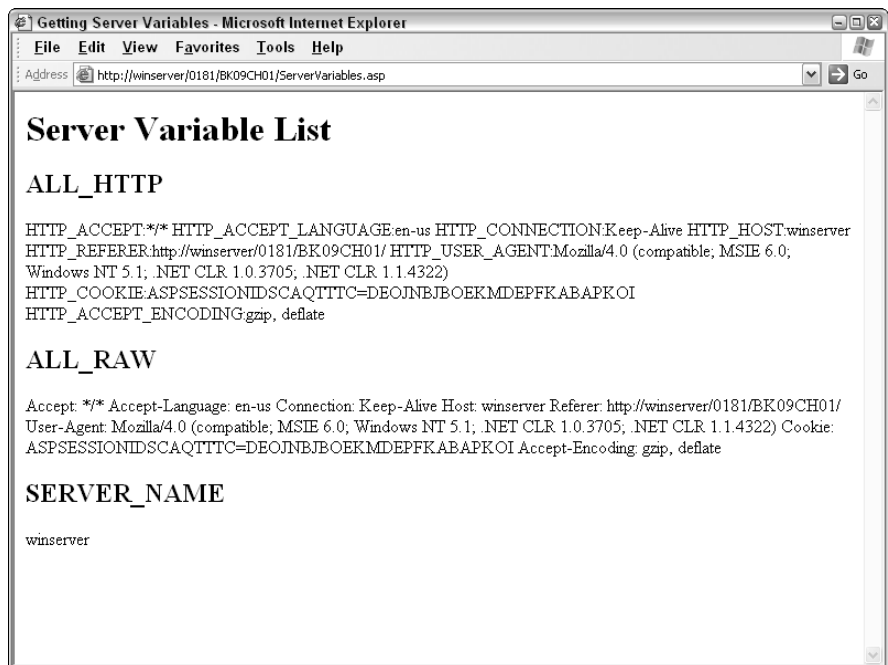 Getting Server Variables - Microsoft Internet Explorer
File Edit View Favorites Tools Help
Address http://winserver/0181/BK09CH01/ServerVariables.asp Go
Server Variable List
ALL_HTTP
HTTP_ACCEPT:*/* HTTP_ACCEPT_LANGUAGE:en-us HTTP_CONNECTION:Keep-Alive HTTP_HOST:winserver
HTTP_REFERER:http://winserver/0181/BK09CH01/ HTTP_USER_AGENT:Mozilla/4.0 (compatible; MSIE 6.0;
Windows NT 5.1; .NET CLR 1.0.3705; .NET CLR 1.1.4322)
HTTP_COOKIE:ASPSESSIONIDSCAQTTTC=DEOJNBJBOEKMDEPFKABAPKOI
HTTP_ACCEPT_ENCODING:gzip, deflate
ALL_RAW
Accept: */* Accept-Language: en-us Connection: Keep-Alive Host: winserver Referer: http://winserver/0181/BK09CH01/
User-Agent: Mozilla/4.0 (compatible; MSIE 6.0; Windows NT 5.1; .NET CLR 1.0.3705; .NET CLR 1.1.4322) Cookie:
ASPSESSIONIDSCAQTTTC=DEOJNBJBOEKMDEPFKABAPKOI Accept-Encoding: gzip, deflate
SERVER_NAME
winserver